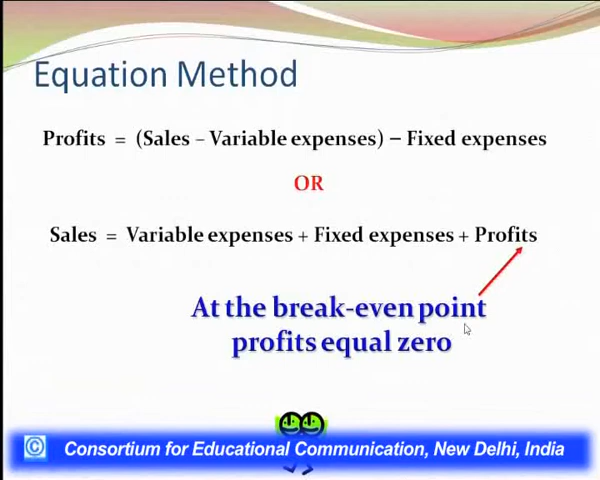 Equation Method
Profits = (Sales – Variable expenses) – Fixed expenses
OR
Sales = Variable expenses + Fixed expenses + Profits
At the break-even point
profits equal zero
© Consortium for Educational Communication, New Delhi, India